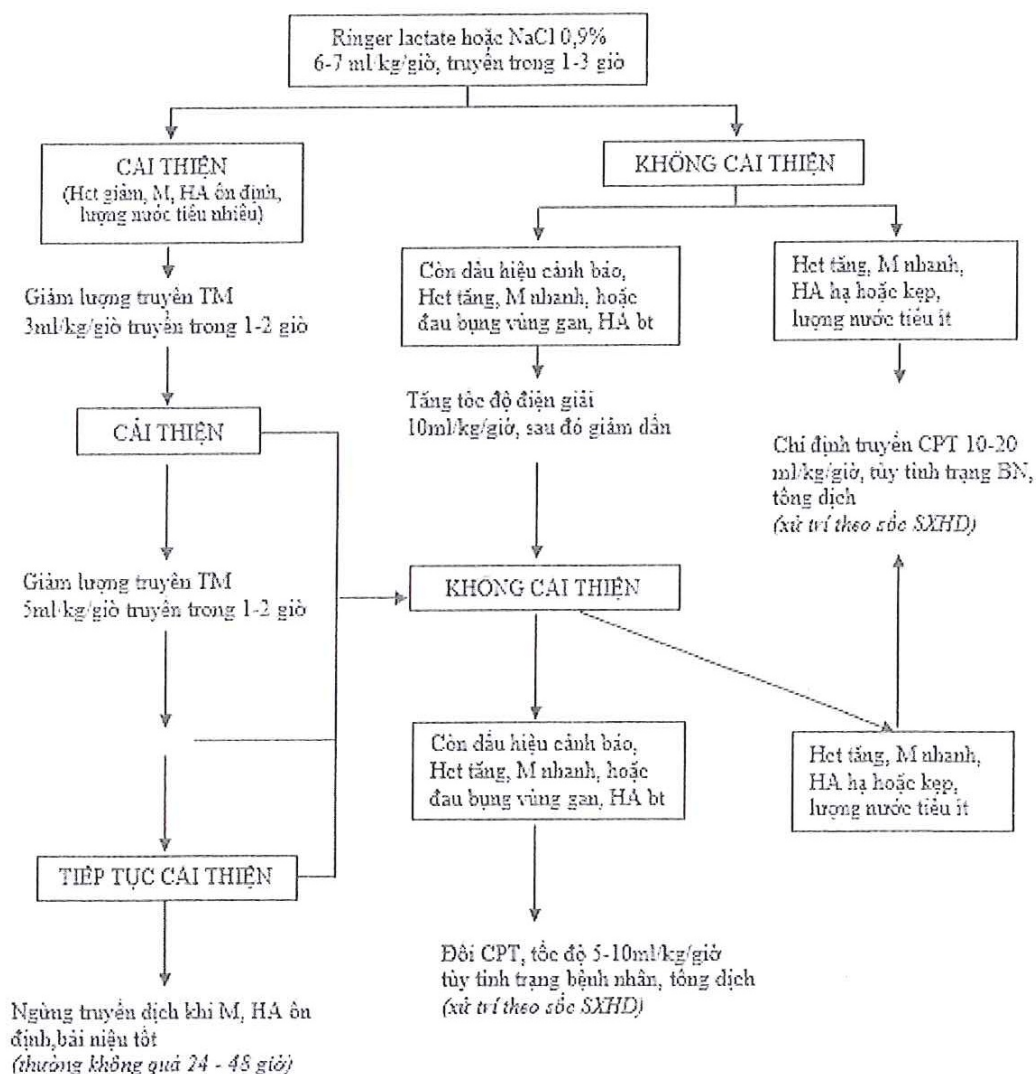 Ringer lactate hoặc NaCl 0,9%
6-7 ml/kg/giờ, truyền trong 1-3 giờ
CẢI THIỆN
(Hct giảm, M, HA ổn định,
lượng nước tiểu nhiều)
KHÔNG CẢI THIỆN
Giảm lượng truyền TM
3ml/kg/giờ truyền trong 1-2 giờ
Còn dấu hiệu cảnh báo,
Hct tăng, M nhanh, hoặc
đau bụng vùng gan, HA bt
Hct tăng, M nhanh,
HA hạ hoặc kẹp,
lượng nước tiểu ít
CẢI THIỆN
Tăng tốc độ điện giải
10ml/kg/giờ, sau đó giảm dần
Chỉ định truyền CPT 10-20
ml/kg/giờ, tùy tình trạng BN,
tổng dịch
(xử trí theo sốc SXHD)
Giảm lượng truyền TM
5ml/kg/giờ truyền trong 1-2 giờ
KHÔNG CẢI THIỆN
Còn dấu hiệu cảnh báo,
Hct tăng, M nhanh, hoặc
đau bụng vùng gan, HA bt
Hct tăng, M nhanh,
HA hạ hoặc kẹp,
lượng nước tiểu ít
TIẾP TỤC CẢI THIỆN
Đổi CPT, tốc độ 5-10ml/kg/giờ
tùy tình trạng bệnh nhân, tổng dịch
(xử trí theo sốc SXHD)
Ngừng truyền dịch khi M, HA ổn
định,bài niệu tốt
(thường không quá 24 - 48 giờ)